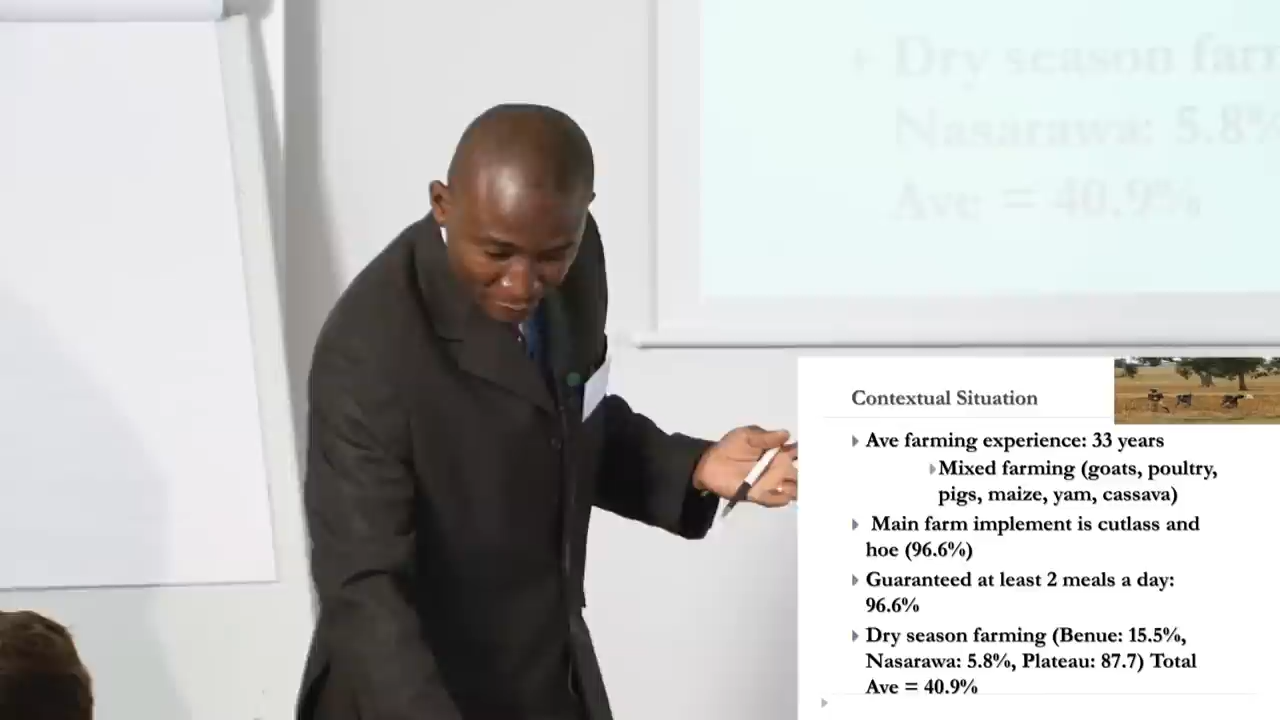 Dry season farm
Nasarawa: 5.8%
Ave = 40.9%
Contextual Situation
Ave farming experience: 33 years
Mixed farming (goats, poultry,
pigs, maize, yam, cassava)
Main farm implement is cutlass and
hoe (96.6%)
Guaranteed at least 2 meals a day:
96.6%
Dry season farming (Benue: 15.5%,
Nasarawa: 5.8%, Plateau: 87.7) Total
Ave = 40.9%